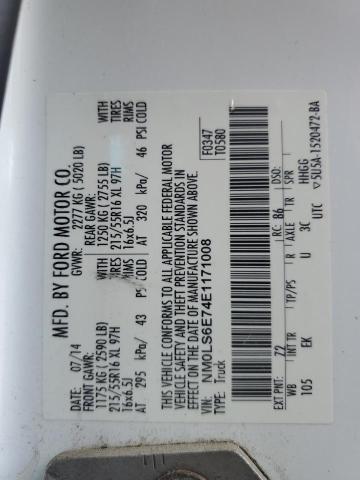 MFD. BY FORD MOTOR CO.
DATE: 07/14 GVWR: 2277 KG (5020 LB)
FRONT GAWR: REAR GAWR: WITH
1175 KG (2590 LB) 1250 KG (2755 LB) TIRES
215/55R16 XL 97H 215/55R16 XL 97H RIMS
16x6.5J 16x6.5J
AT 295 kPa/ 43 PSI COLD AT 320 kPa/ 46 PSI COLD
THIS VEHICLE CONFORMS TO ALL APPLICABLE FEDERAL MOTOR
VEHICLE SAFETY AND THEFT PREVENTION STANDARDS IN
EFFECT ON THE DATE OF MANUFACTURE SHOWN ABOVE.
VIN: NM0LS6E74E1171008
TYPE: Truck
F0347
T0580
EXT PNT: Z2 RC: B6 DSO:
WB INT TR TP/PS R AXLE TR SPR
105 EK U 3C HHGG
UTC 5U5A-1520472-BA